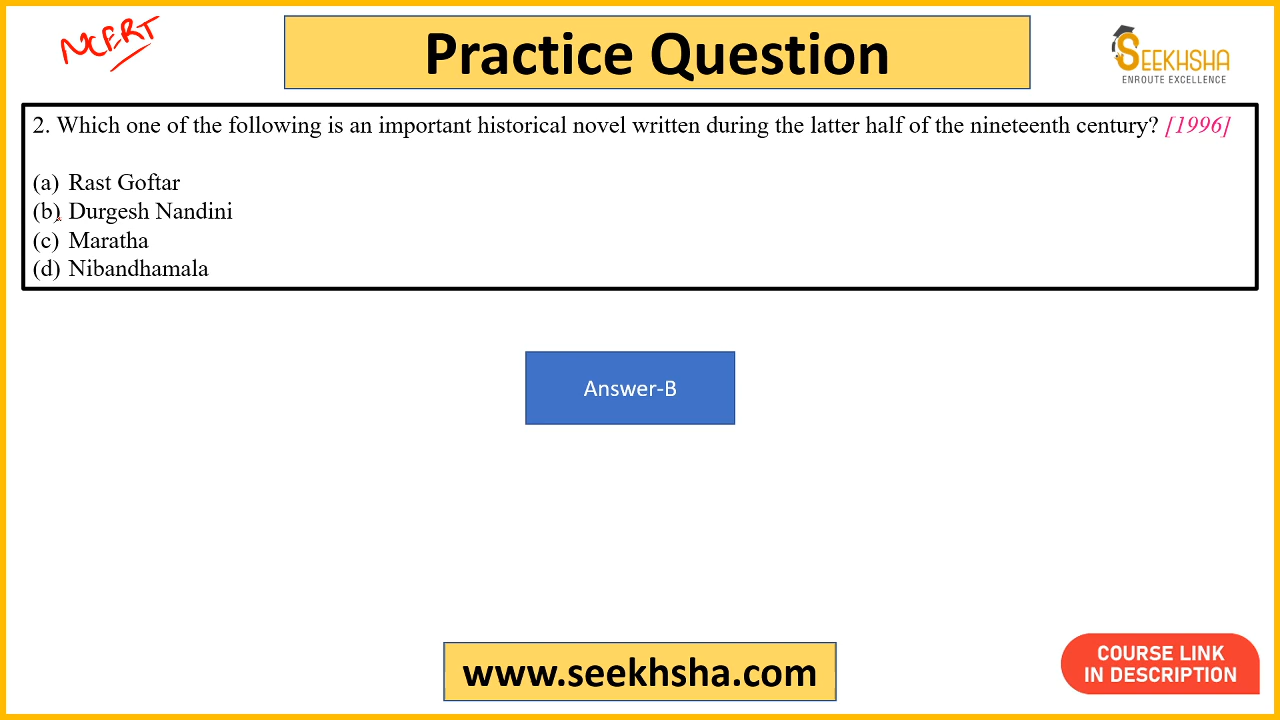 NCERT
Practice Question
SEEKHSHA
ENROUTE EXCELLENCE
2. Which one of the following is an important historical novel written during the latter half of the nineteenth century? [1996]
(a) Rast Goftar
(b) Durgesh Nandini
(c) Maratha
(d) Nibandhamala
Answer-B
www.seekhsha.com
COURSE LINK
IN DESCRIPTION